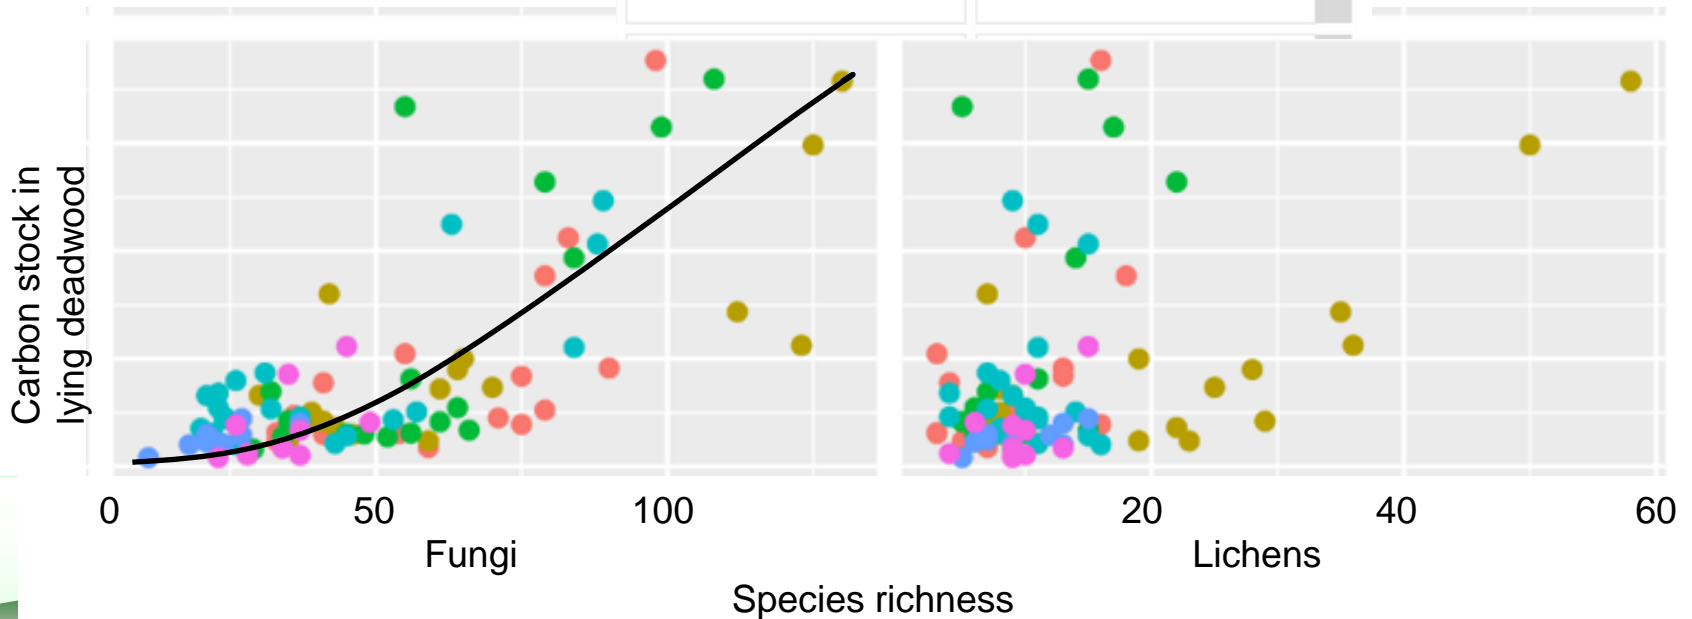 Carbon stock in
lying deadwood
0 50 100 20 40 60
Fungi Lichens
Species richness